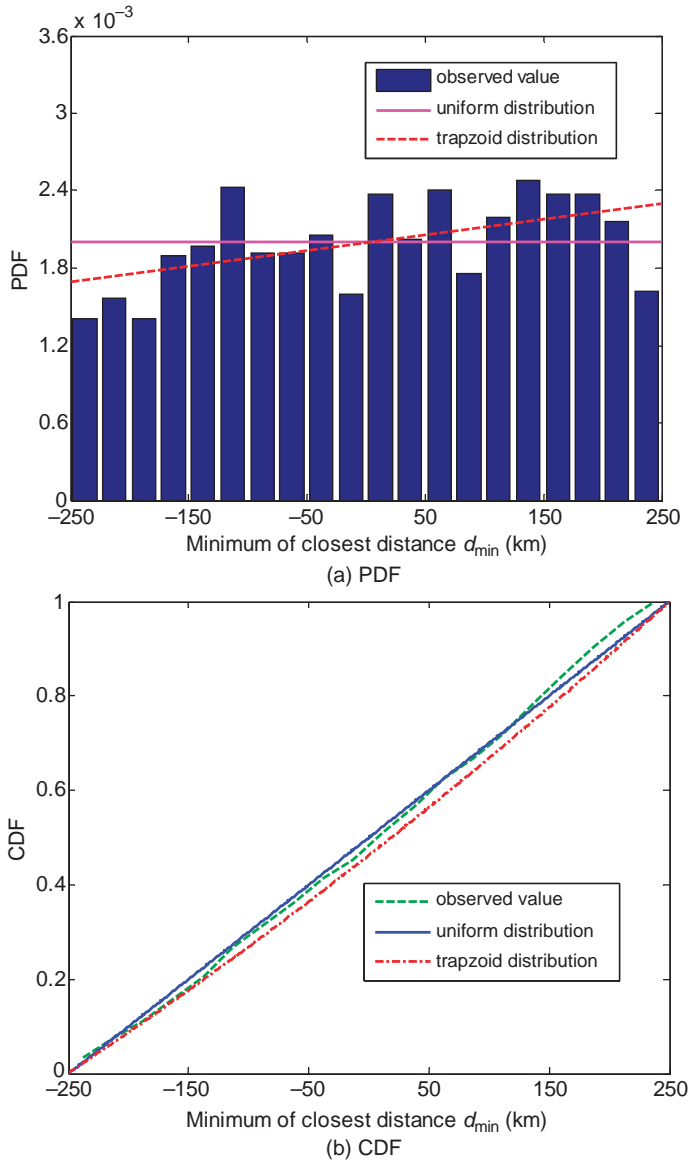 x 10⁻³
3.6
3
2.4
1.8
1.2
0.6
0
PDF
observed value
uniform distribution
trapzoid distribution
−250 −150 −50 50 150 250
Minimum of closest distance dmin (km)
(a) PDF
1
0.8
0.6
0.4
0.2
0
CDF
observed value
uniform distribution
trapzoid distribution
−250 −150 −50 50 150 250
Minimum of closest distance dmin (km)
(b) CDF